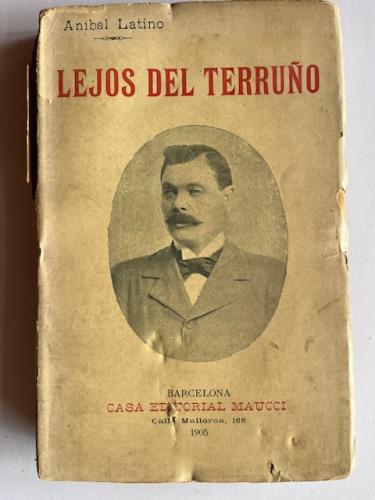 Aníbal Latino
LEJOS DEL TERRUÑO
BARCELONA
CASA EDITORIAL MAUCCI
Calle Mallorca, 166
1905